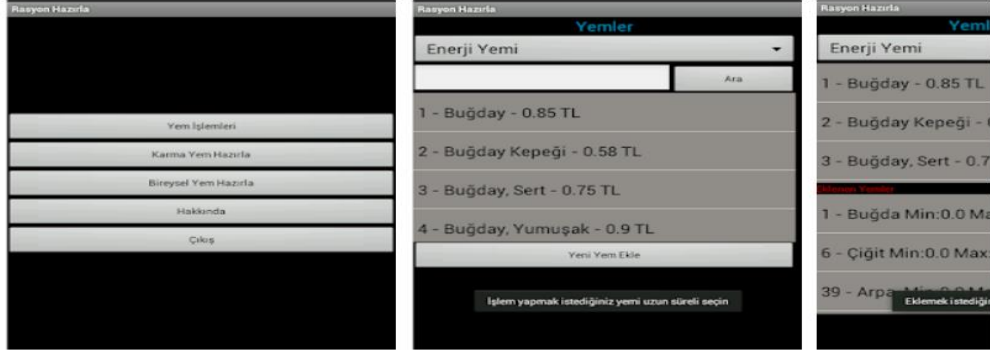 Rasyon Hazırla
Yem İşlemleri
Karma Yem Hazırla
Bireysel Yem Hazırla
Hakkında
Çıkış
Rasyon Hazırla
Yemler
Enerji Yemi
Ara
1 - Buğday - 0.85 TL
2 - Buğday Kepeği - 0.58 TL
3 - Buğday, Sert - 0.75 TL
4 - Buğday, Yumuşak - 0.9 TL
Yeni Yem Ekle
İşlem yapmak istediğiniz yemi uzun süreli seçin
Rasyon Hazırla
Enerji Yemi
1 - Buğday - 0.85 TL
2 - Buğday Kepeği -
3 - Buğday, Sert - 0.7
Eklenen Yemler
1 - Buğda Min:0.0
6 - Çiğit Min:0.0 Max
39 - Arpa
Eklemek